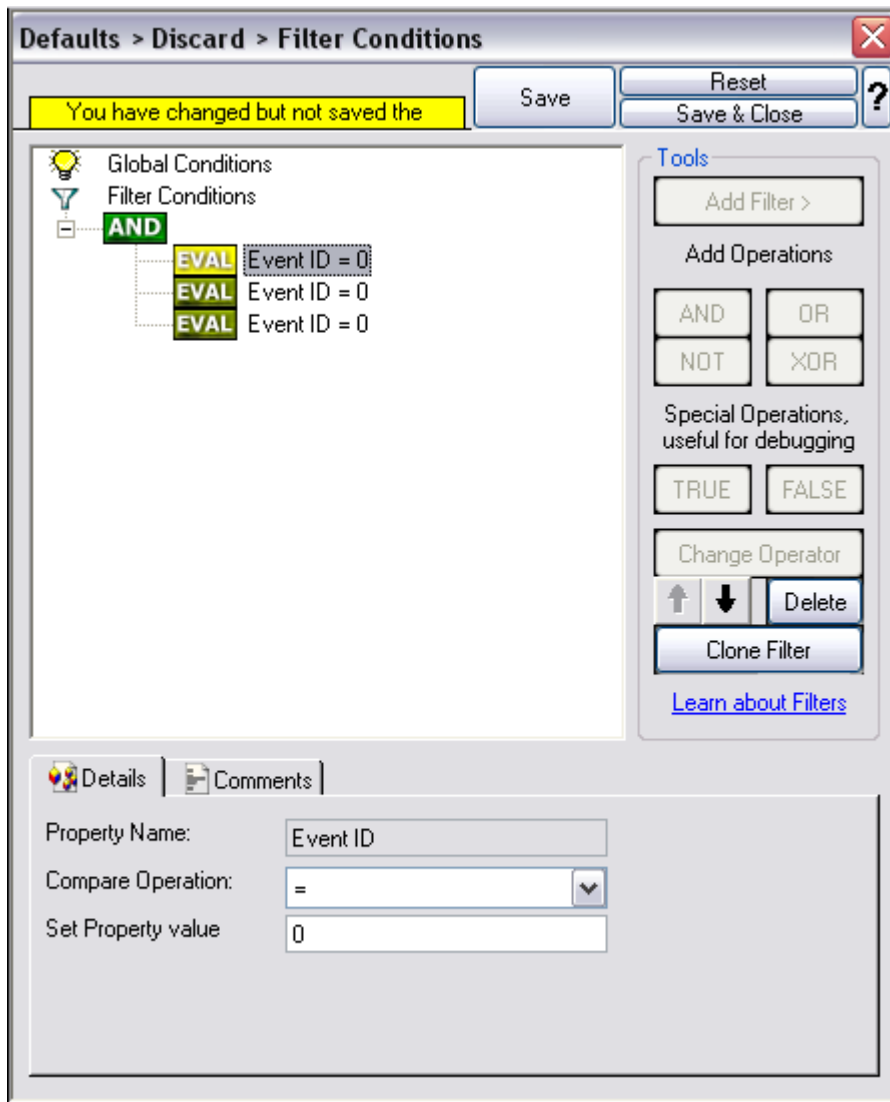 Defaults > Discard > Filter Conditions
You have changed but not saved the
Save
Reset
Save & Close
?
Global Conditions
Filter Conditions
AND
EVAL Event ID = 0
EVAL Event ID = 0
EVAL Event ID = 0
Tools
Add Filter >
Add Operations
AND OR
NOT XOR
Special Operations,
useful for debugging
TRUE FALSE
Change Operator
Delete
Clone Filter
Learn about Filters
Details Comments
Property Name: Event ID
Compare Operation: =
Set Property value 0